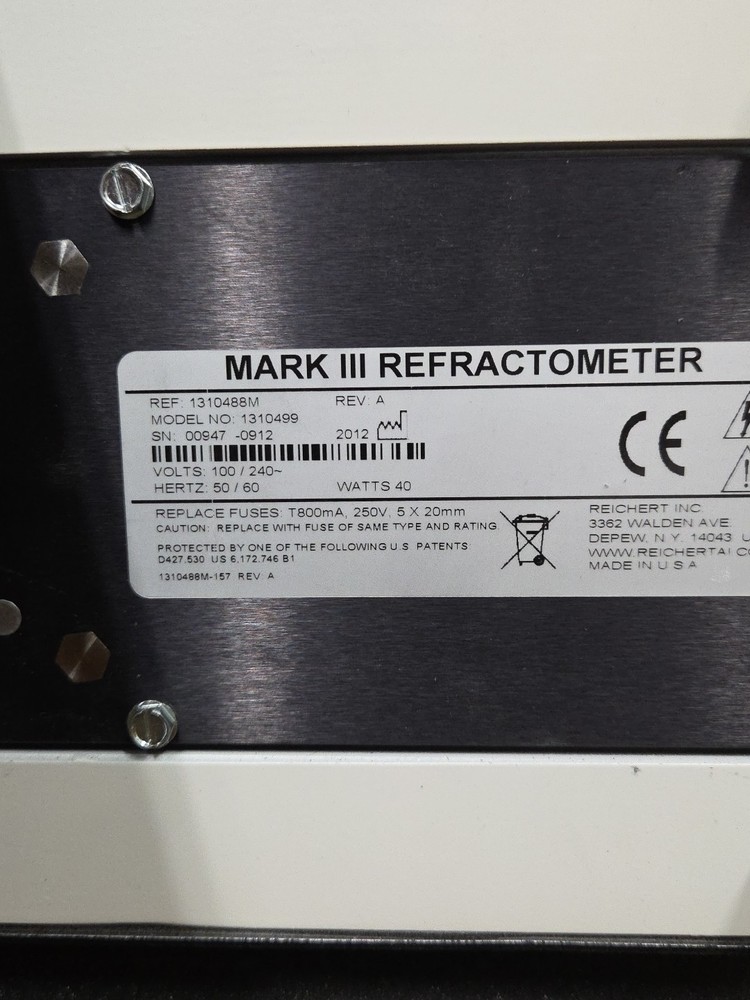 MARK III REFRACTOMETER
REF: 1310488M REV: A
MODEL NO: 1310499
SN: 00947 -0912 2012
VOLTS: 100 / 240~
HERTZ: 50 / 60 WATTS 40
CE
REPLACE FUSES: T800mA, 250V, 5 X 20mm
CAUTION: REPLACE WITH FUSE OF SAME TYPE AND RATING
PROTECTED BY ONE OF THE FOLLOWING U.S PATENTS
D427.530 US 6,172.746 B1
1310488M-157 REV: A
REICHERT INC
3362 WALDEN AVE
DEPEW, N.Y. 14043 U
WWW.REICHERTAI.CO
MADE IN U S A